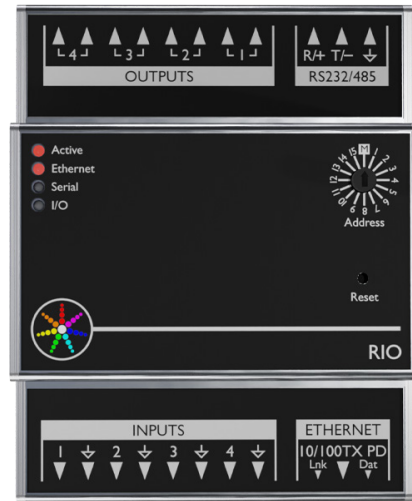 4 3 2 1
R/+ T/−
OUTPUTS
RS232/485
Active
Ethernet
Serial
I/O
M 1 2 3 4 5 6 7 8 9 10 11 12 13 14 15
Address
Reset
RIO
INPUTS
ETHERNET
1 2 3 4
10/100TX PD
Lnk Dat